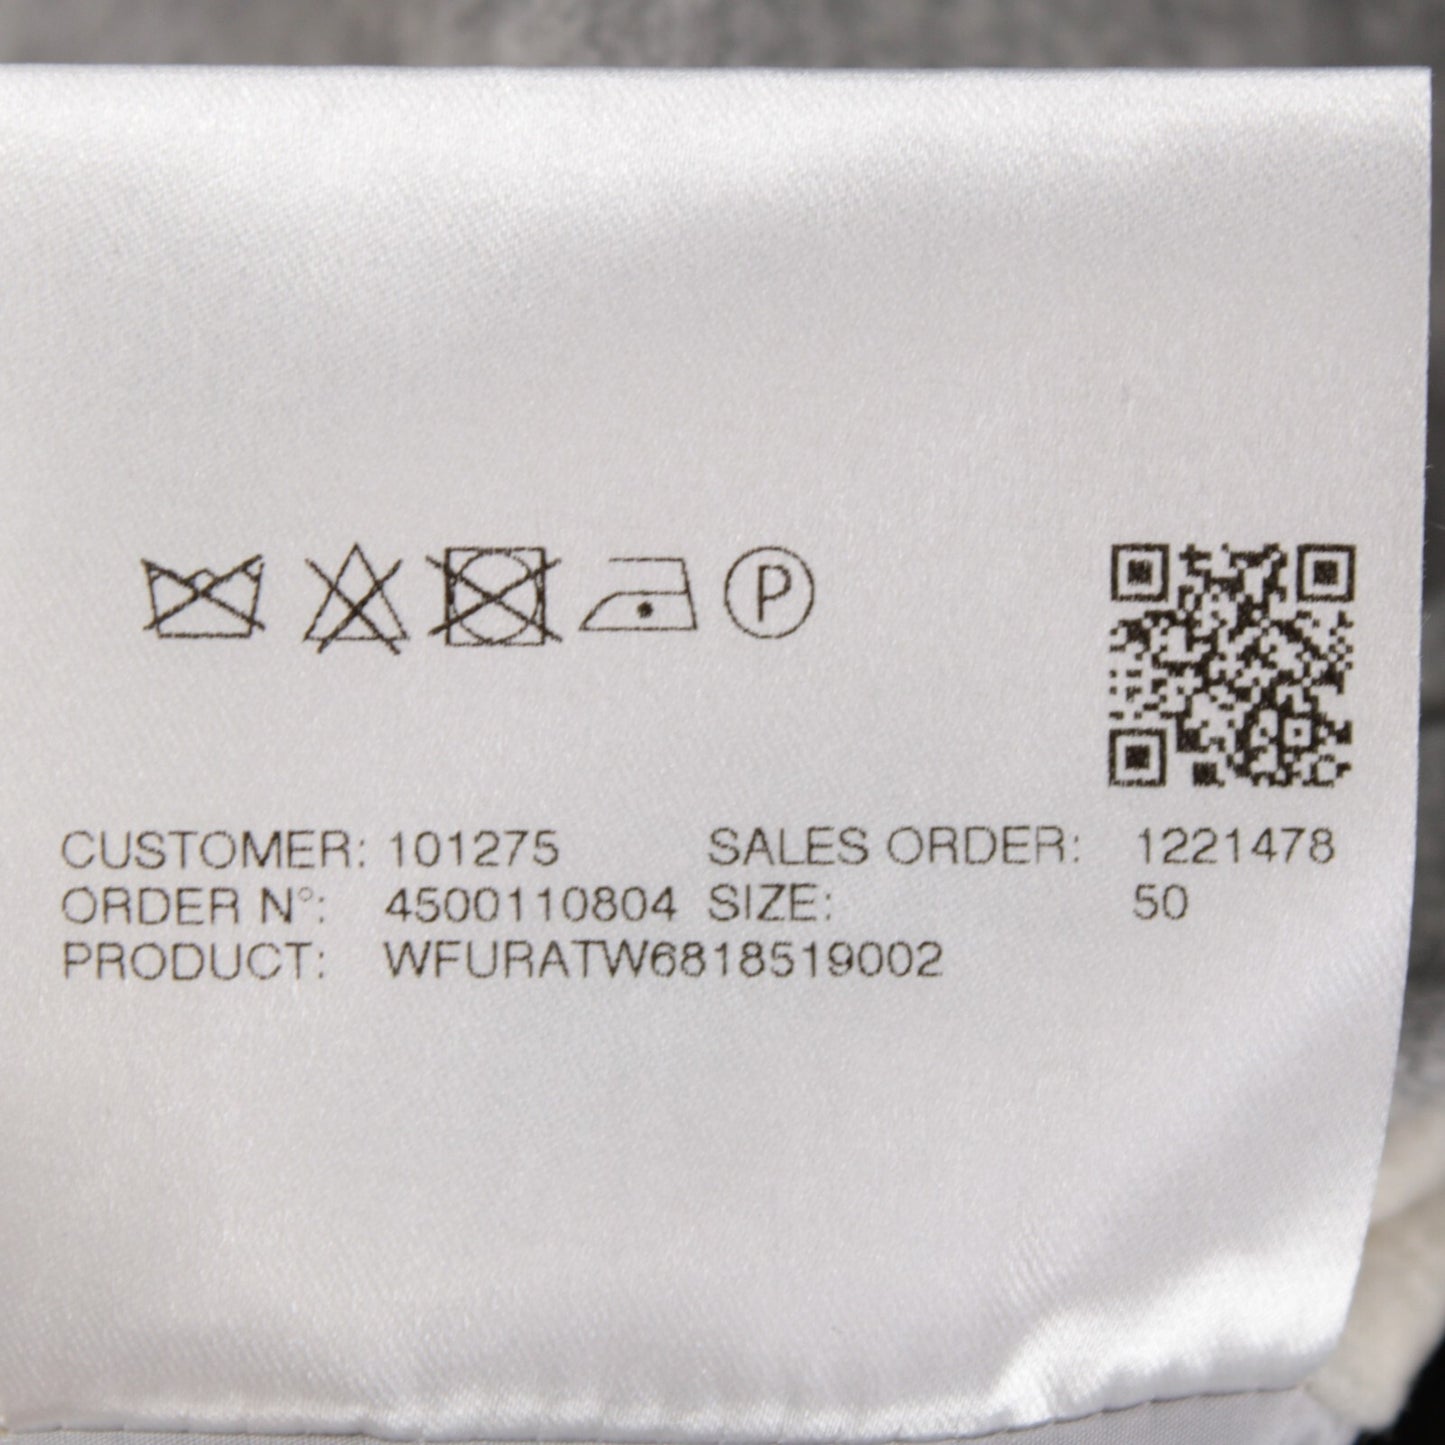 P
CUSTOMER: 101275 SALES ORDER: 1221478
ORDER N°: 4500110804 SIZE: 50
PRODUCT: WFURATW6818519002